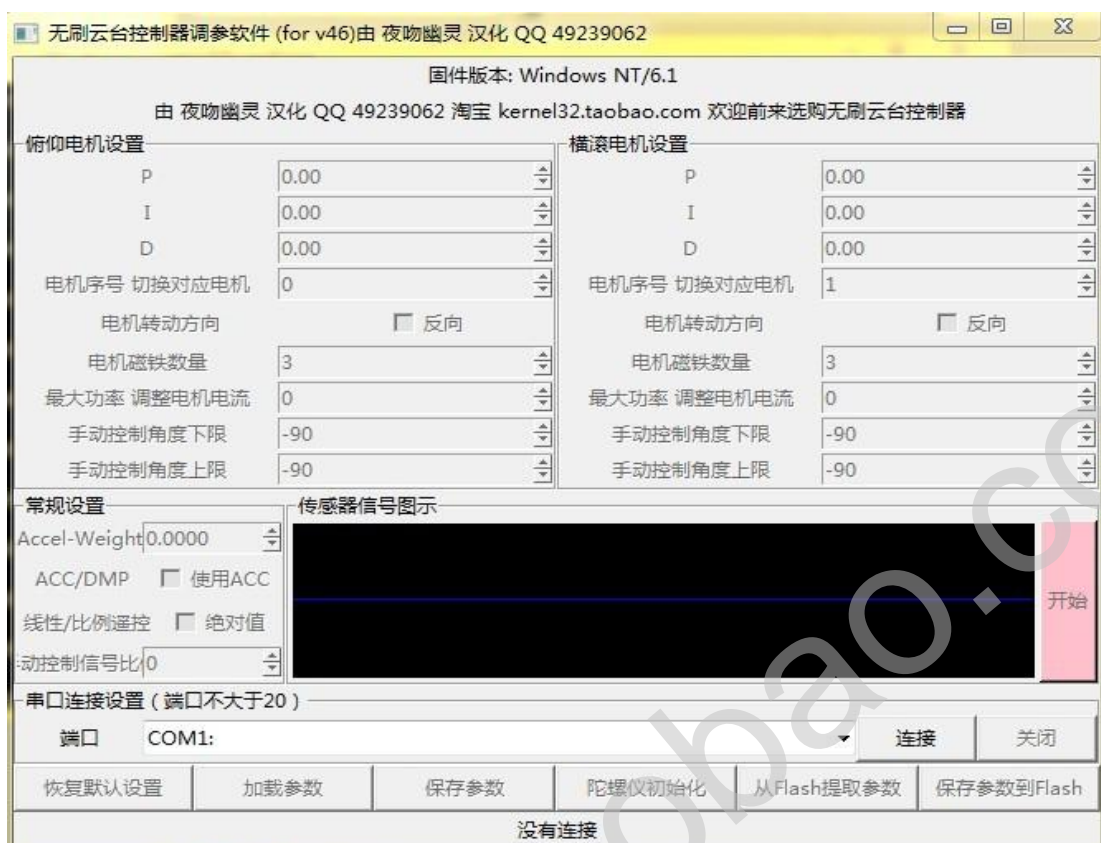 无刷云台控制器调参软件 (for v46)由 夜吻幽灵 汉化 QQ 49239062
固件版本: Windows NT/6.1
由 夜吻幽灵 汉化 QQ 49239062 淘宝 kernel32.taobao.com 欢迎前来选购无刷云台控制器
俯仰电机设置 横滚电机设置
P 0.00 P 0.00
I 0.00 I 0.00
D 0.00 D 0.00
电机序号 切换对应电机 0 电机序号 切换对应电机 1
电机转动方向 反向 电机转动方向 反向
电机磁铁数量 3 电机磁铁数量 3
最大功率 调整电机电流 0 最大功率 调整电机电流 0
手动控制角度下限 -90 手动控制角度下限 -90
手动控制角度上限 -90 手动控制角度上限 -90
常规设置 传感器信号图示
Accel-Weight 0.0000
ACC/DMP 使用ACC
开始
线性/比例遥控 绝对值
动控制信号比 0
串口连接设置 ( 端口不大于20 )
端口 COM1: 连接 关闭
恢复默认设置 加载参数 保存参数 陀螺仪初始化 从Flash提取参数 保存参数到Flash
没有连接